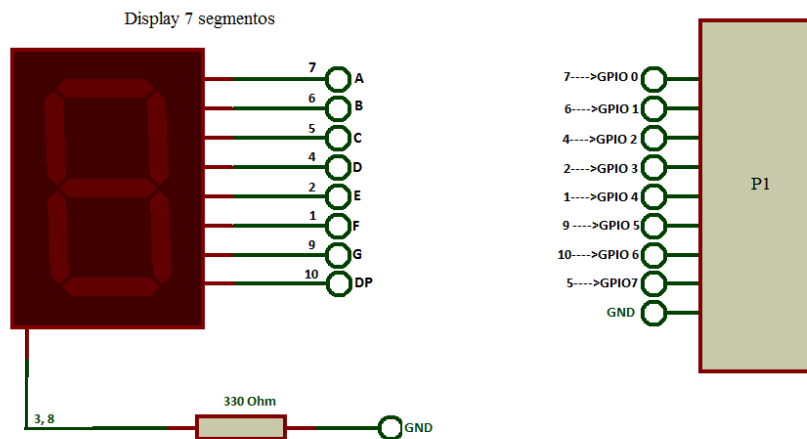 Display 7 segmentos
7 A
6 B
5 C
4 D
2 E
1 F
9 G
10 DP
3, 8
330 Ohm
GND
7---->GPIO 0
6---->GPIO 1
4---->GPIO 2
2---->GPIO 3
1---->GPIO 4
9 ---->GPIO 5
10---->GPIO 6
5---->GPIO7
GND
P1